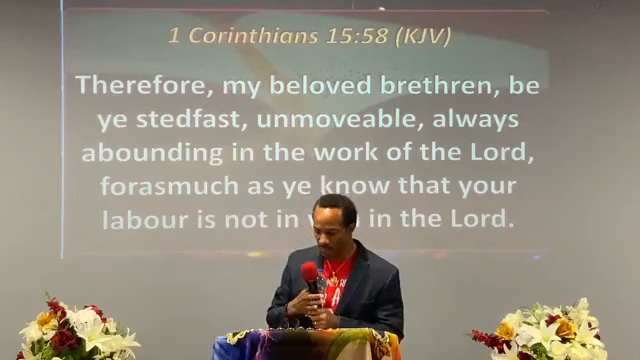 1 Corinthians 15:58 (KJV)
Therefore, my beloved brethren, be
ye stedfast, unmoveable, always
abounding in the work of the Lord,
forasmuch as ye know that your
labour is not in in the Lord.